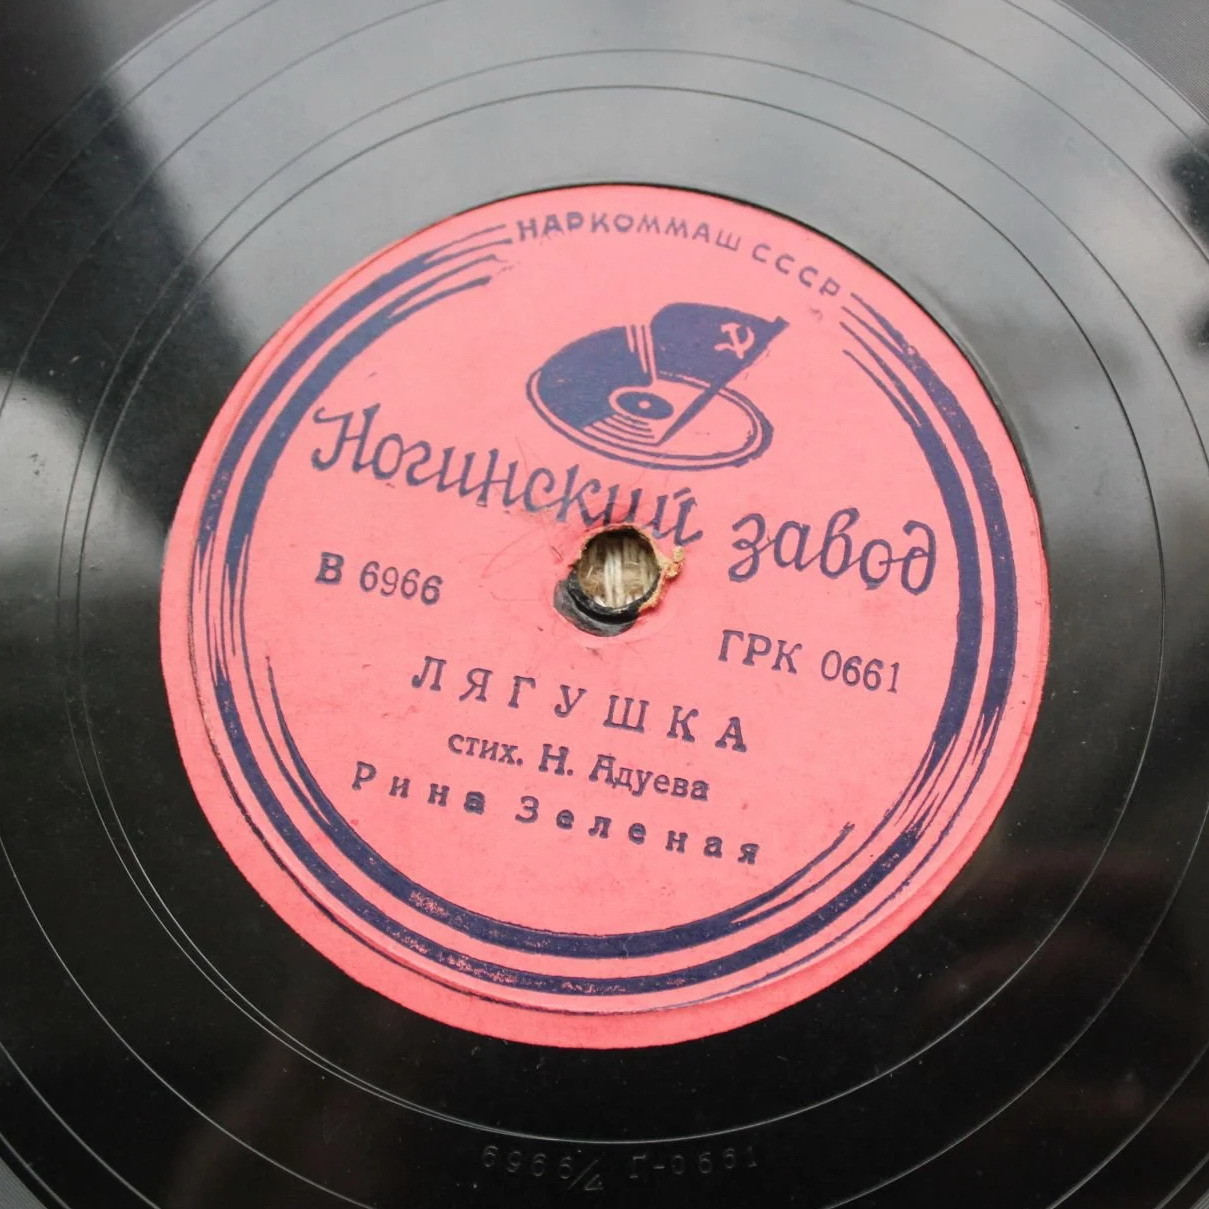 НАРКОММАШ СССР
Ногинский завод
В 6966
ГРК 0661
ЛЯГУШКА
стих. Н. Адуева
Рина Зеленая
6966/4 Г-0661